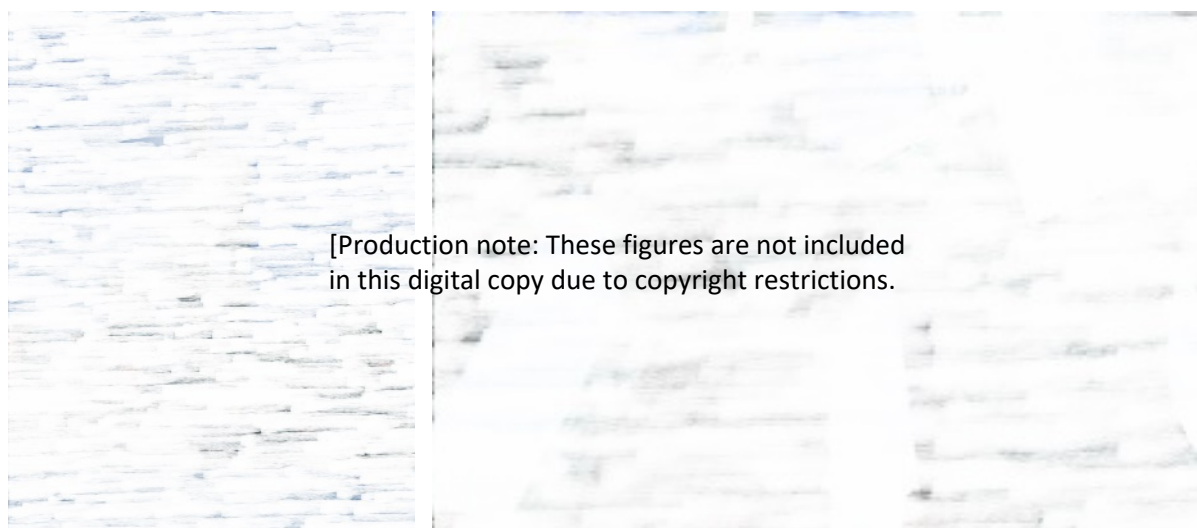 [Production note: These figures are not included
in this digital copy due to copyright restrictions.